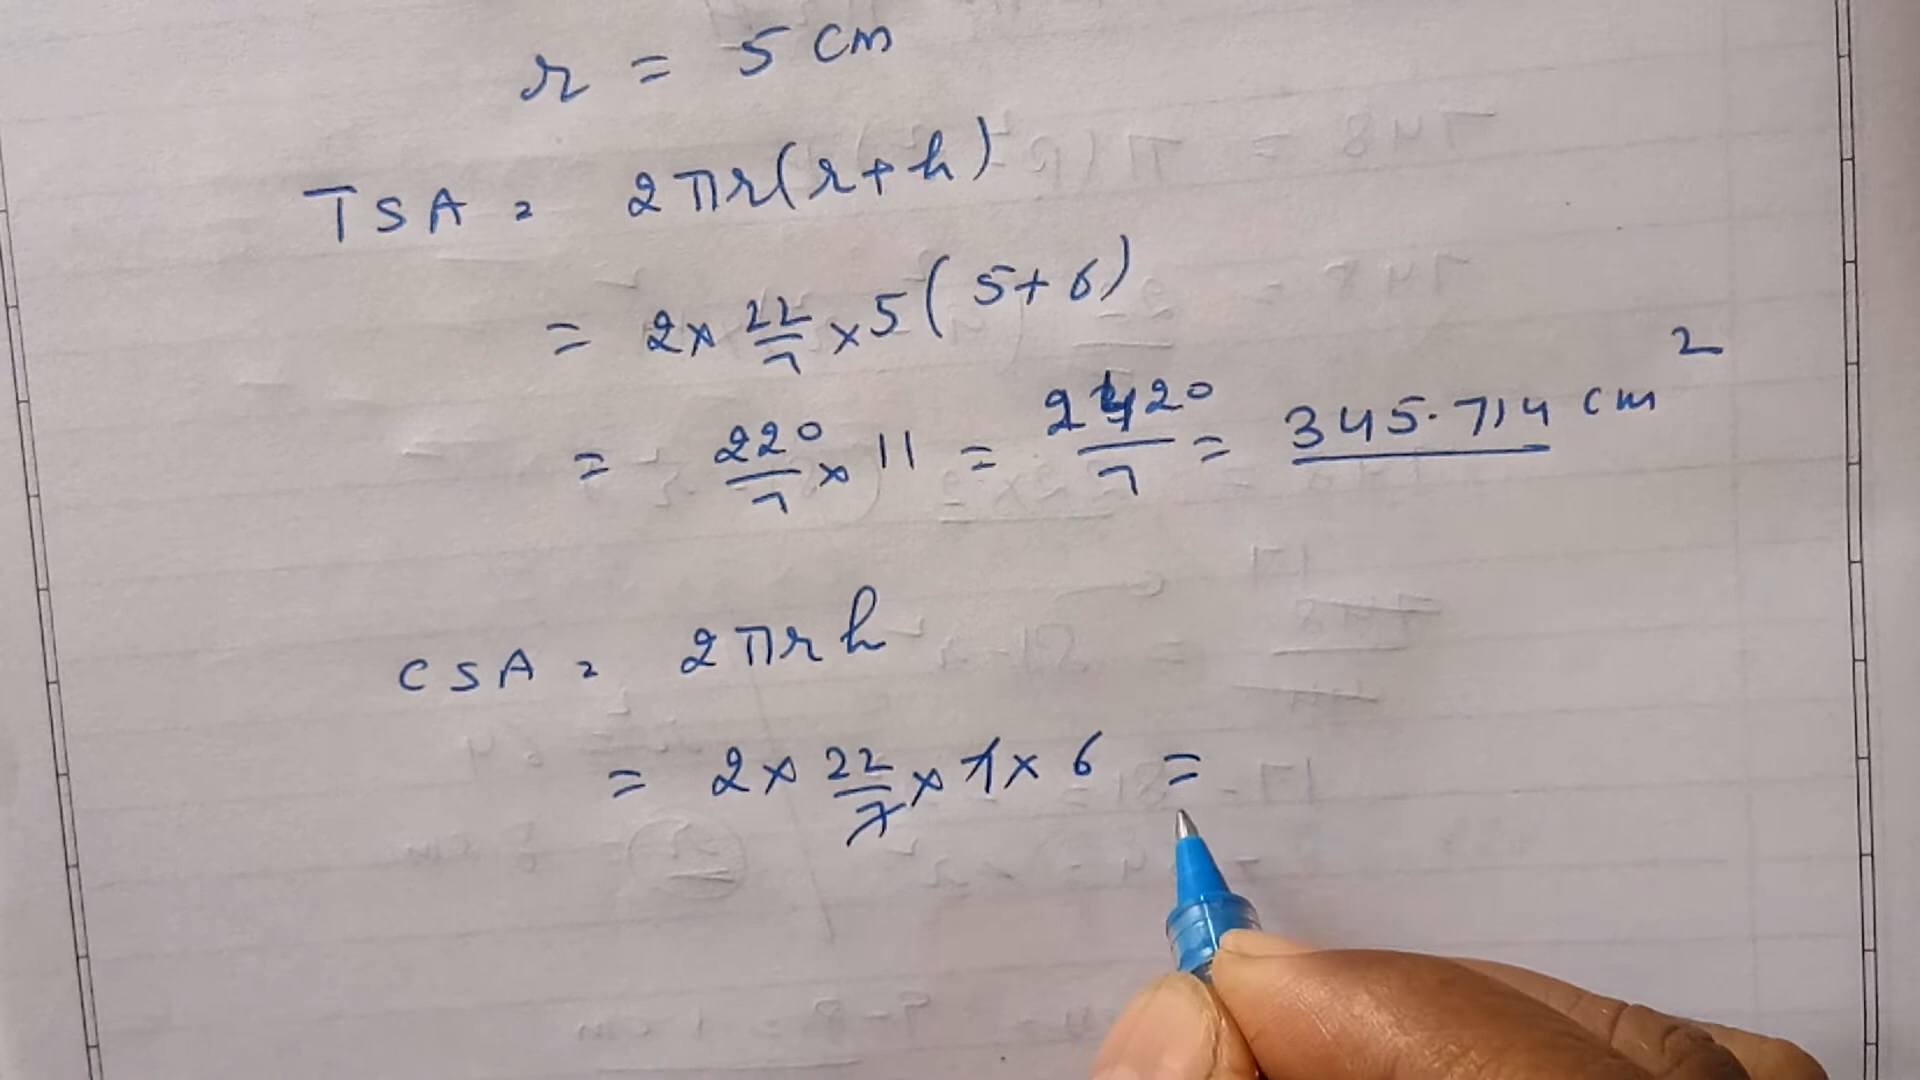 r = 5 cm
TSA = 2πr(r+h)
= 2 × 22/7 × 5 ( 5+6)
= 220/7 × 11 = 2420/7 = 345.714 cm²
CSA = 2πrh
= 2 × 22/7 × 7 × 6 =